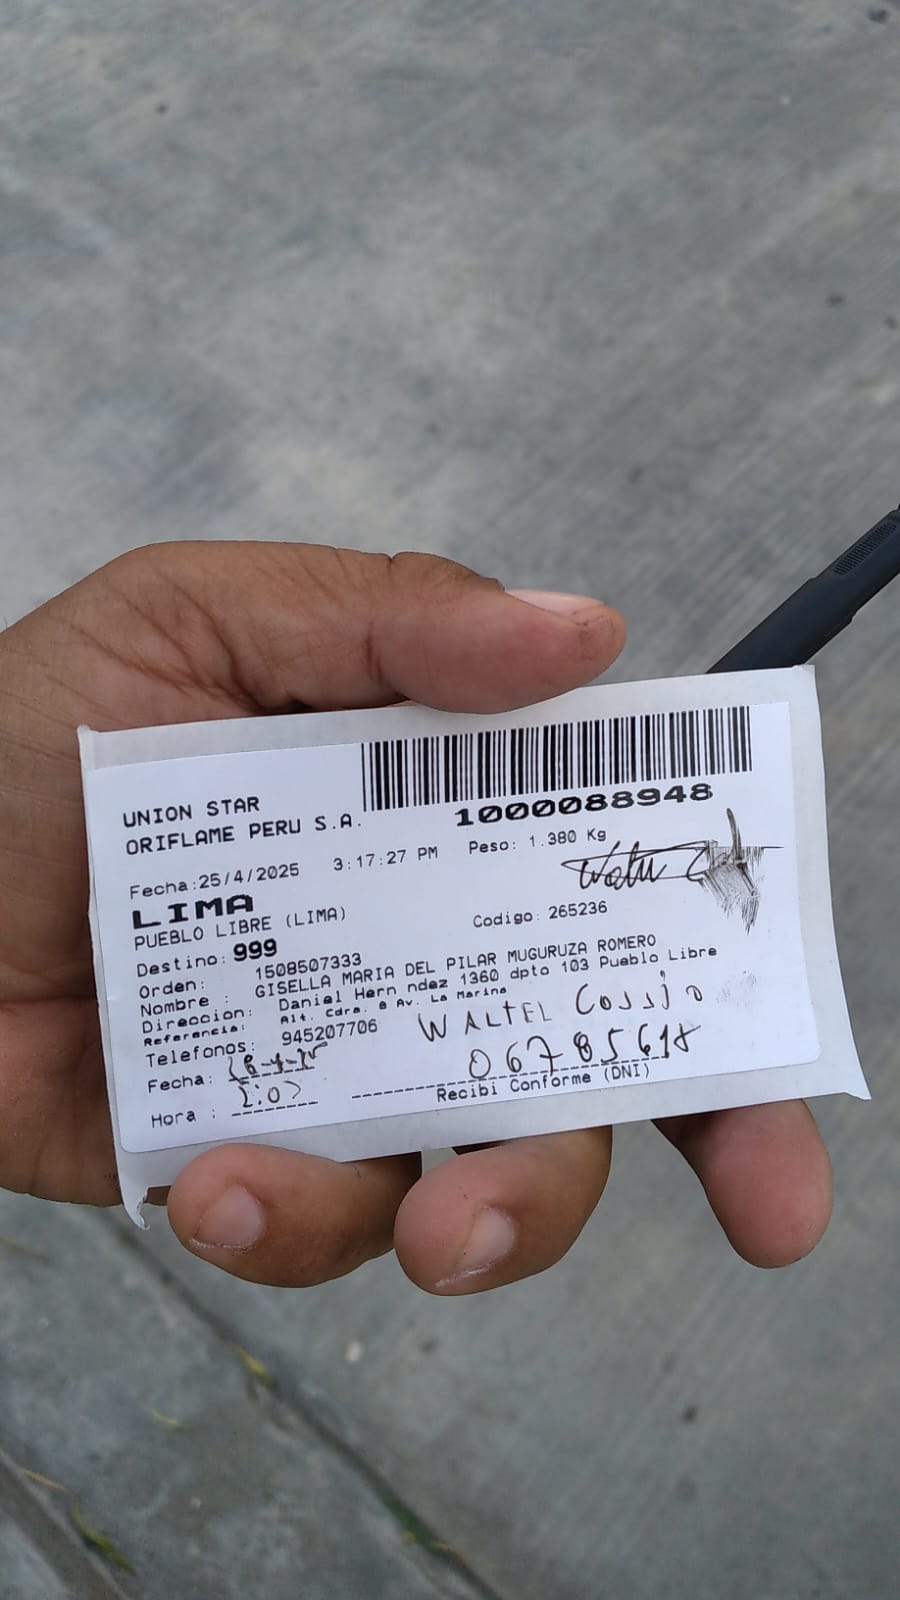 UNION STAR
ORIFLAME PERU S.A.
1000088948
Fecha:25/4/2025 3:17:27 PM Peso: 1.380 Kg
LIMA
PUEBLO LIBRE (LIMA)
Destino: 999 Codigo: 265236
Orden: 1508507333
Nombre : GISELLA MARIA DEL PILAR MUGURUZA ROMERO
Direccion: Daniel Hern ndez 1360 dpto 103 Pueblo Libre
Referencia: Alt. Cdra. 8 Av. La Marina
Telefonos: 945207706
WALTEL COSSIO
Fecha:
Hora :
Recibi Conforme (DNI)